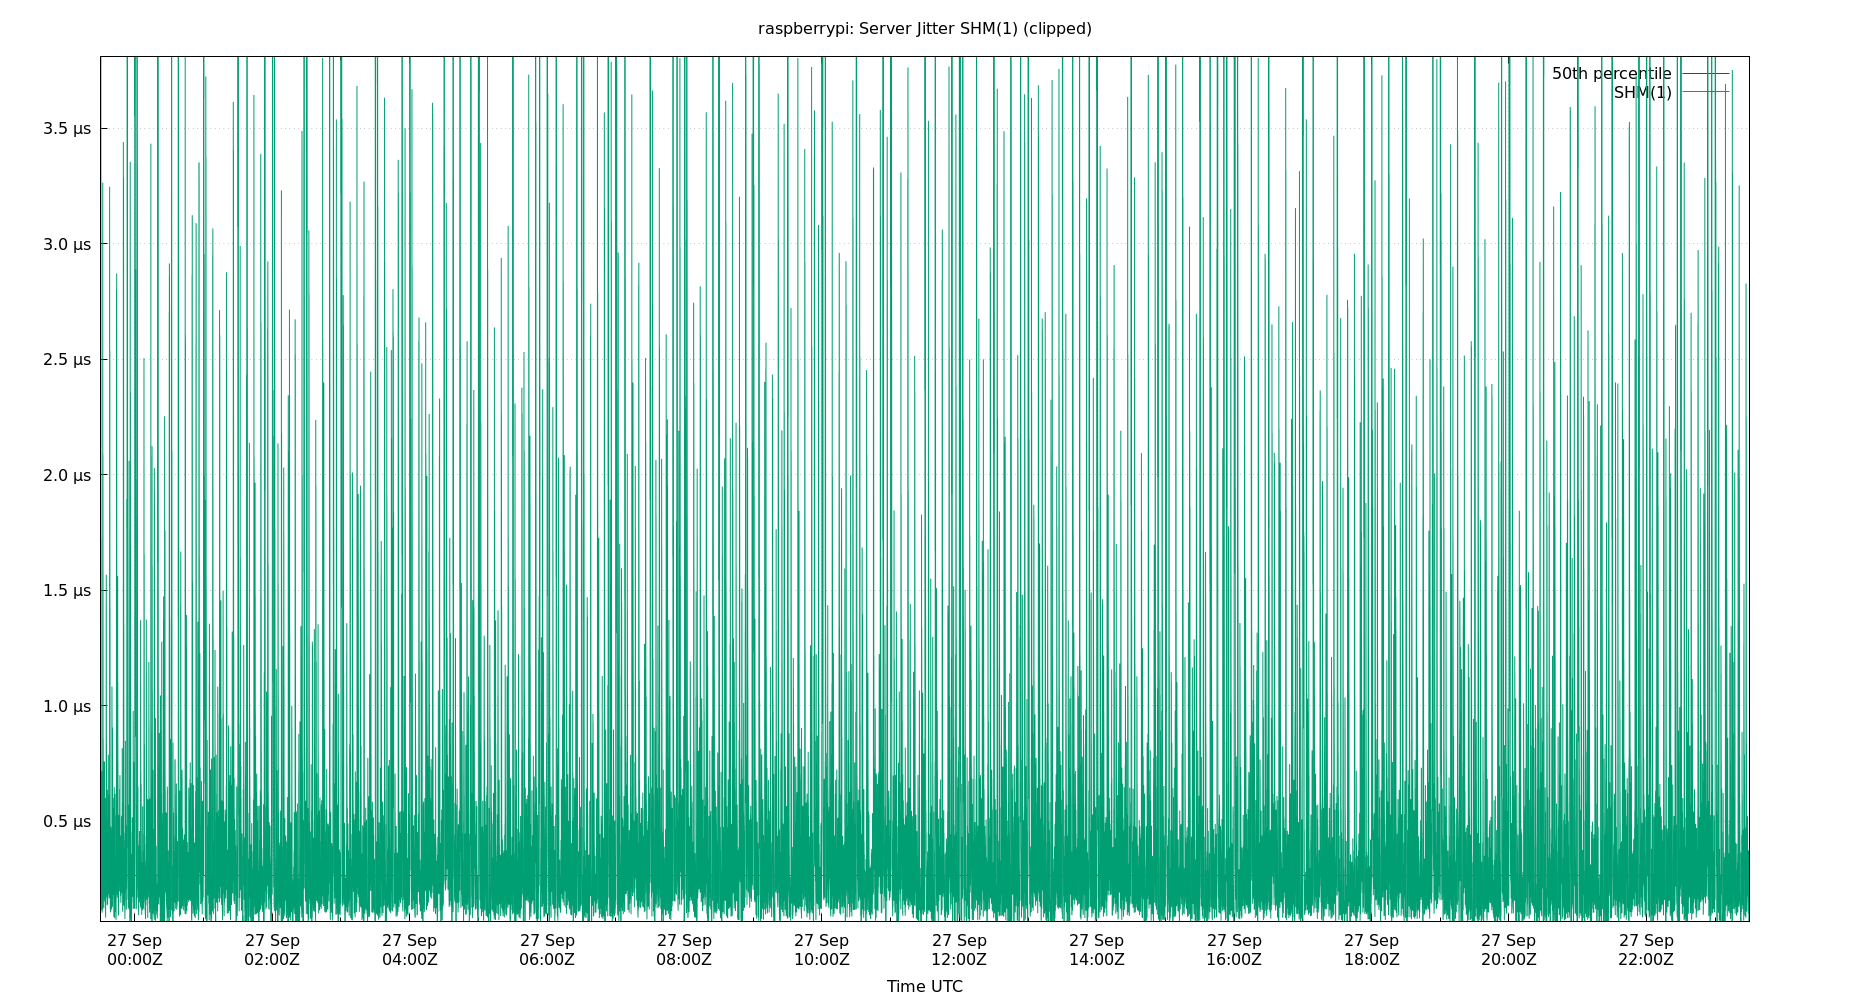 raspberrypi: Server Jitter SHM(1) (clipped)
50th percentile
SHM(1)
3.5 μs
3.0 μs
2.5 μs
2.0 μs
1.5 μs
1.0 μs
0.5 μs
27 Sep 27 Sep 27 Sep 27 Sep 27 Sep 27 Sep 27 Sep 27 Sep 27 Sep 27 Sep 27 Sep 27 Sep
00:00Z 02:00Z 04:00Z 06:00Z 08:00Z 10:00Z 12:00Z 14:00Z 16:00Z 18:00Z 20:00Z 22:00Z
Time UTC